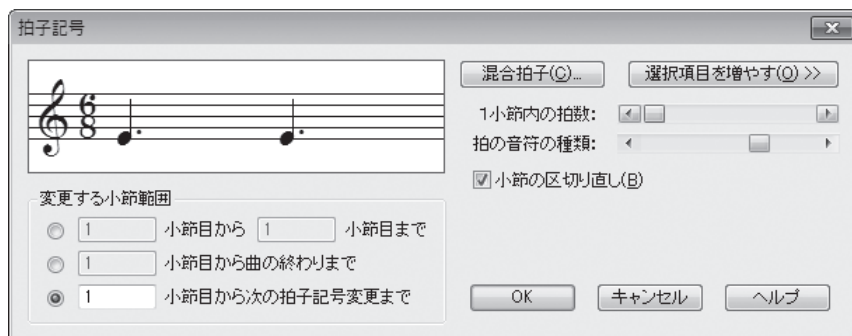 拍子記号
6
8
混合拍子(C)...
選択項目を増やす(O) >>
1小節内の拍数:
拍の音符の種類:
小節の区切り直し(B)
変更する小節範囲
1 小節目から 1 小節目まで
1 小節目から曲の終わりまで
1 小節目から次の拍子記号変更まで
OK キャンセル ヘルプ